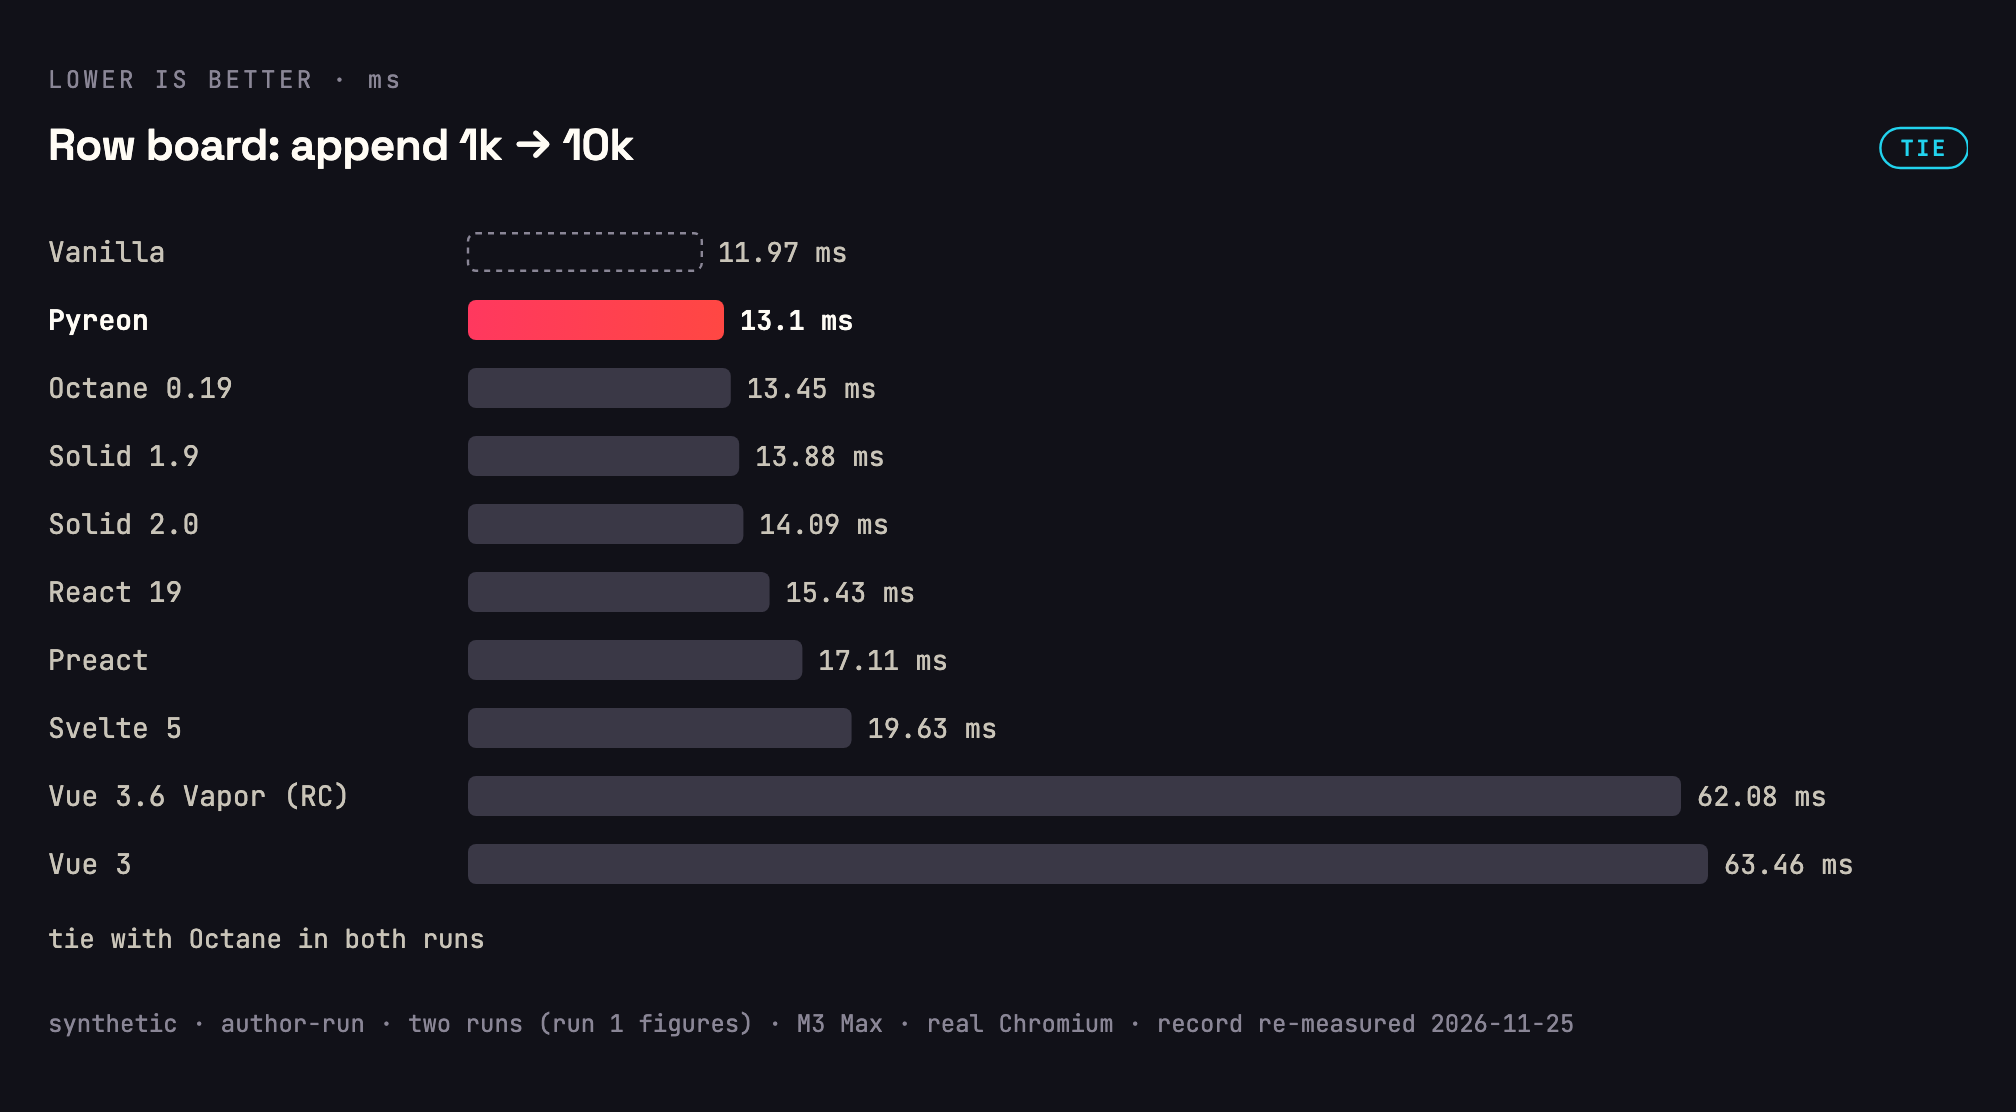 LOWER IS BETTER · ms
Row board: append 1k → 10k
TIE
Vanilla 11.97 ms
Pyreon 13.1 ms
Octane 0.19 13.45 ms
Solid 1.9 13.88 ms
Solid 2.0 14.09 ms
React 19 15.43 ms
Preact 17.11 ms
Svelte 5 19.63 ms
Vue 3.6 Vapor (RC) 62.08 ms
Vue 3 63.46 ms
tie with Octane in both runs
synthetic · author-run · two runs (run 1 figures) · M3 Max · real Chromium · record re-measured 2026-11-25